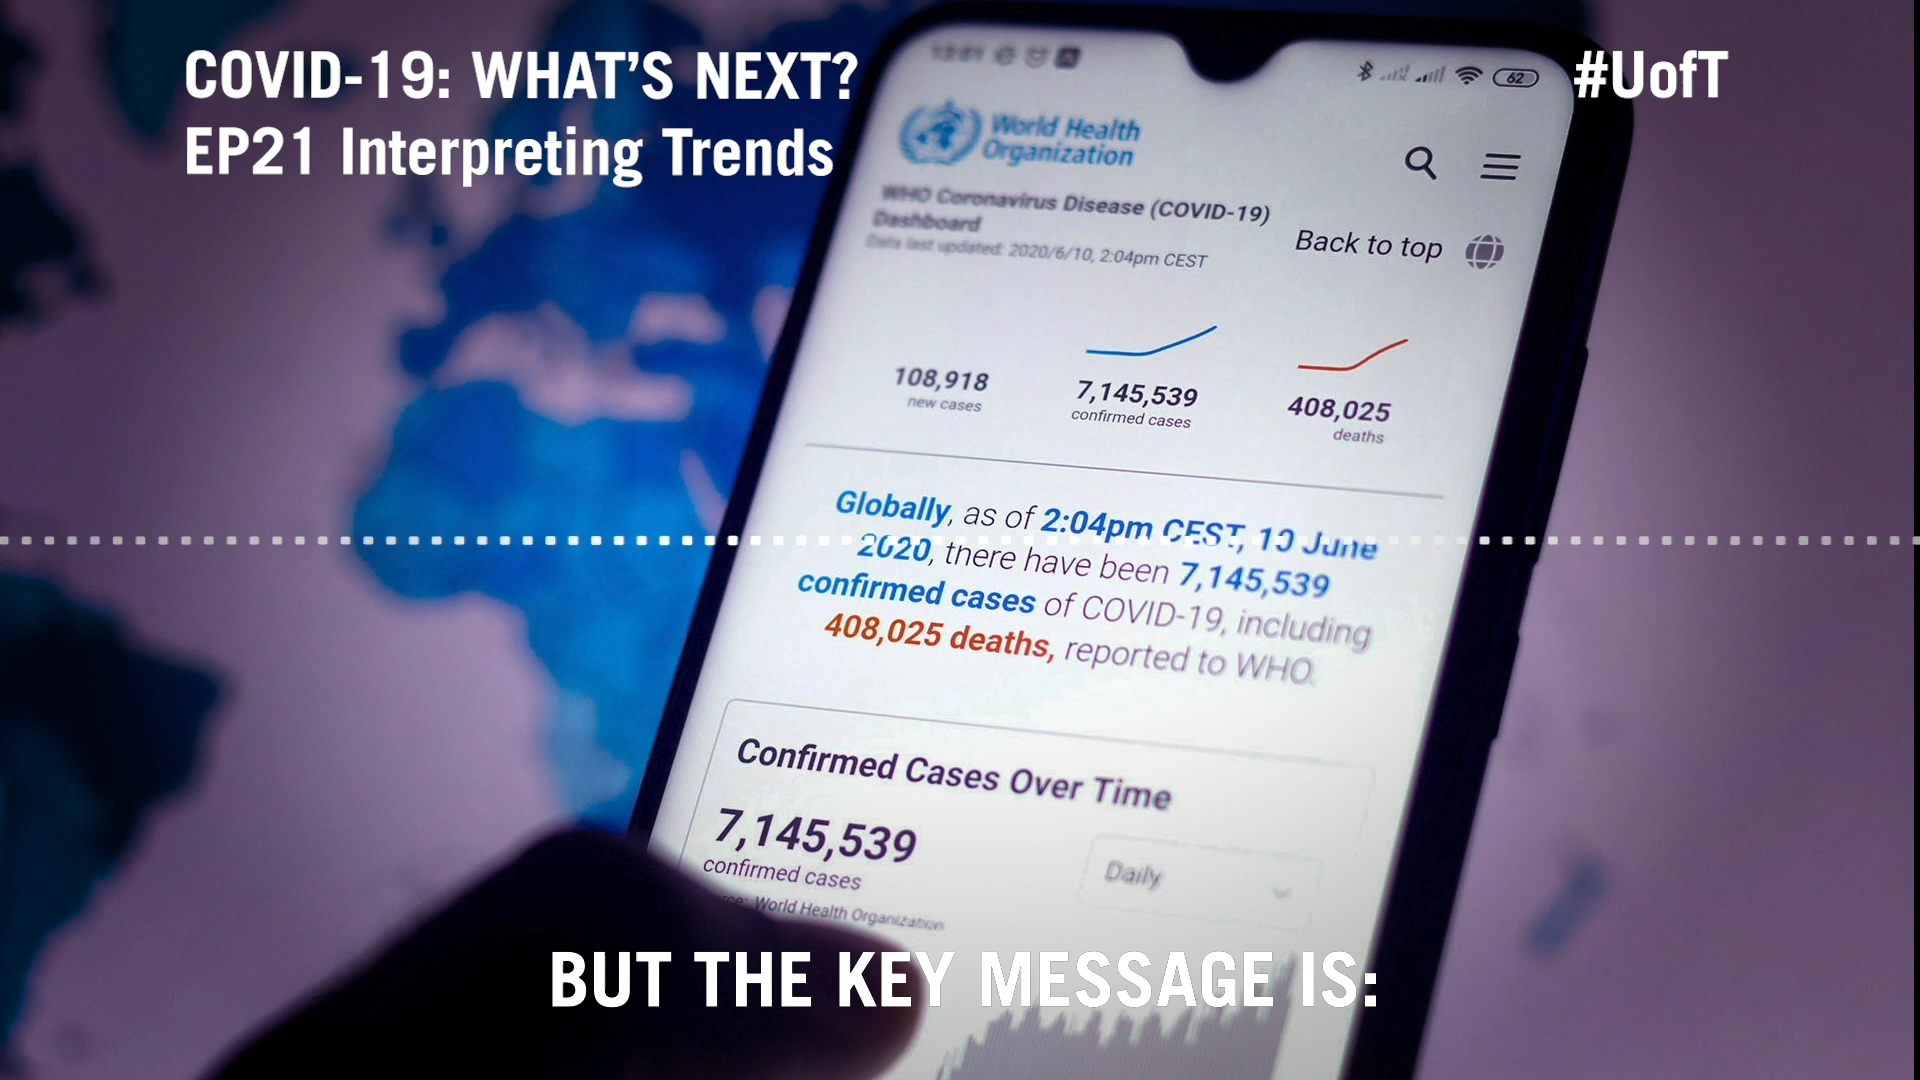 COVID-19: WHAT'S NEXT?
EP21 Interpreting Trends
#UofT
62
World Health
Organization
WHO Coronavirus Disease (COVID-19)
Dashboard
Data last updated: 2020/6/10, 2:04pm CEST
Back to top
108,918
new cases
7,145,539
confirmed cases
408,025
deaths
Globally, as of 2:04pm CEST, 10 June
2020, there have been 7,145,539
confirmed cases of COVID-19, including
408,025 deaths, reported to WHO.
Confirmed Cases Over Time
7,145,539
confirmed cases
Daily
World Health Organization
BUT THE KEY MESSAGE IS: